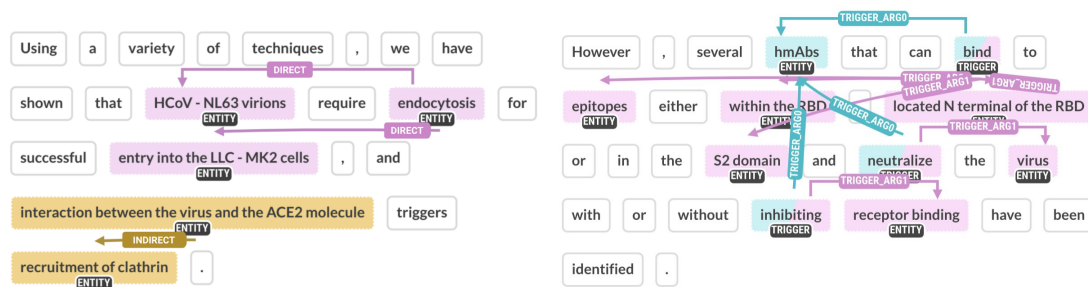 Using a variety of techniques , we have
DIRECT
shown that HCoV - NL63 virions require endocytosis for
ENTITY ENTITY
DIRECT
successful entry into the LLC - MK2 cells , and
ENTITY
interaction between the virus and the ACE2 molecule triggers
ENTITY
INDIRECT
recruitment of clathrin .
ENTITY
TRIGGER_ARG0
However , several hmAbs that can bind to
ENTITY TRIGGER
TRIGGER_ARG1
TRIGGER_ARG1
epitopes either within the RBD located N terminal of the RBD
ENTITY ENTITY ENTITY
TRIGGER_ARG0 TRIGGER_ARG0 TRIGGER_ARG1
or in the S2 domain and neutralize the virus
ENTITY TRIGGER ENTITY
TRIGGER_ARG1
with or without inhibiting receptor binding have been
TRIGGER ENTITY
identified .